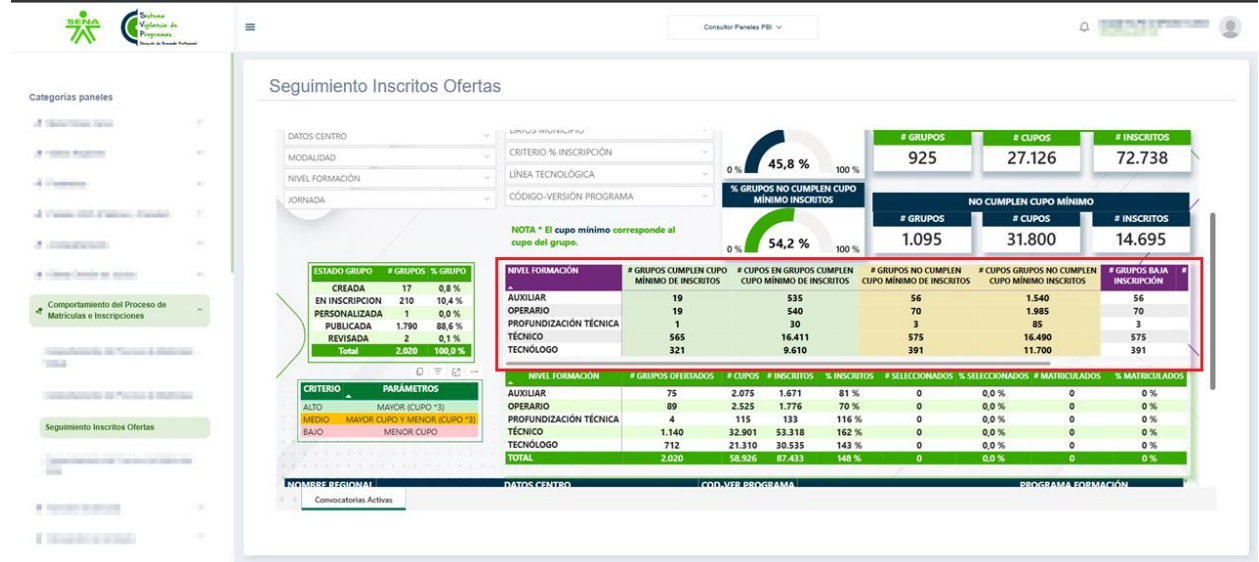 SENA
Sistema
Vigilancia de
Programas
Dirección de Formación Profesional
Consultor Paneles PBI
Categorías paneles
Comportamiento del Proceso de
Matrículas e Inscripciones
Seguimiento Inscritos Ofertas
Seguimiento Inscritos Ofertas
DATOS CENTRO
MODALIDAD
NIVEL FORMACIÓN
JORNADA
DATOS MUNICIPIO
CRITERIO % INSCRIPCIÓN
LÍNEA TECNOLÓGICA
CÓDIGO-VERSIÓN PROGRAMA
NOTA * El cupo mínimo corresponde al
cupo del grupo.
0 % 45,8 % 100 %
% GRUPOS NO CUMPLEN CUPO
MÍNIMO INSCRITOS
0 % 54,2 % 100 %
# GRUPOS # CUPOS # INSCRITOS
925 27.126 72.738
NO CUMPLEN CUPO MÍNIMO
# GRUPOS # CUPOS # INSCRITOS
1.095 31.800 14.695
ESTADO GRUPO # GRUPOS % GRUPO
CREADA 17 0,8 %
EN INSCRIPCION 210 10,4 %
PERSONALIZADA 1 0,0 %
PUBLICADA 1.790 88,6 %
REVISADA 2 0,1 %
Total 2.020 100,0 %
CRITERIO PARÁMETROS
ALTO MAYOR (CUPO *3)
MEDIO MAYOR CUPO Y MENOR (CUPO *3)
BAJO MENOR CUPO
NIVEL FORMACIÓN # GRUPOS CUMPLEN CUPO MÍNIMO DE INSCRITOS # CUPOS EN GRUPOS CUMPLEN CUPO MÍNIMO DE INSCRITOS # GRUPOS NO CUMPLEN CUPO MÍNIMO DE INSCRITOS # CUPOS GRUPOS NO CUMPLEN CUPO MÍNIMO INSCRITOS # GRUPOS BAJA INSCRIPCIÓN #
AUXILIAR 19 535 56 1.540 56
OPERARIO 19 540 70 1.985 70
PROFUNDIZACIÓN TÉCNICA 1 30 3 85 3
TÉCNICO 565 16.411 575 16.490 575
TECNÓLOGO 321 9.610 391 11.700 391
NIVEL FORMACIÓN # GRUPOS OFERTADOS # CUPOS # INSCRITOS % INSCRITOS # SELECCIONADOS % SELECCIONADOS # MATRICULADOS % MATRICULADOS
AUXILIAR 75 2.075 1.671 81 % 0 0,0 % 0 0 %
OPERARIO 89 2.525 1.776 70 % 0 0,0 % 0 0 %
PROFUNDIZACIÓN TÉCNICA 4 115 133 116 % 0 0,0 % 0 0 %
TÉCNICO 1.140 32.901 53.318 162 % 0 0,0 % 0 0 %
TECNÓLOGO 712 21.310 30.535 143 % 0 0,0 % 0 0 %
TOTAL 2.020 58.926 87.433 148 % 0 0,0 % 0 0 %
NOMBRE REGIONAL DATOS CENTRO COD-VER PROGRAMA PROGRAMA FORMACIÓN
Convocatorias Activas